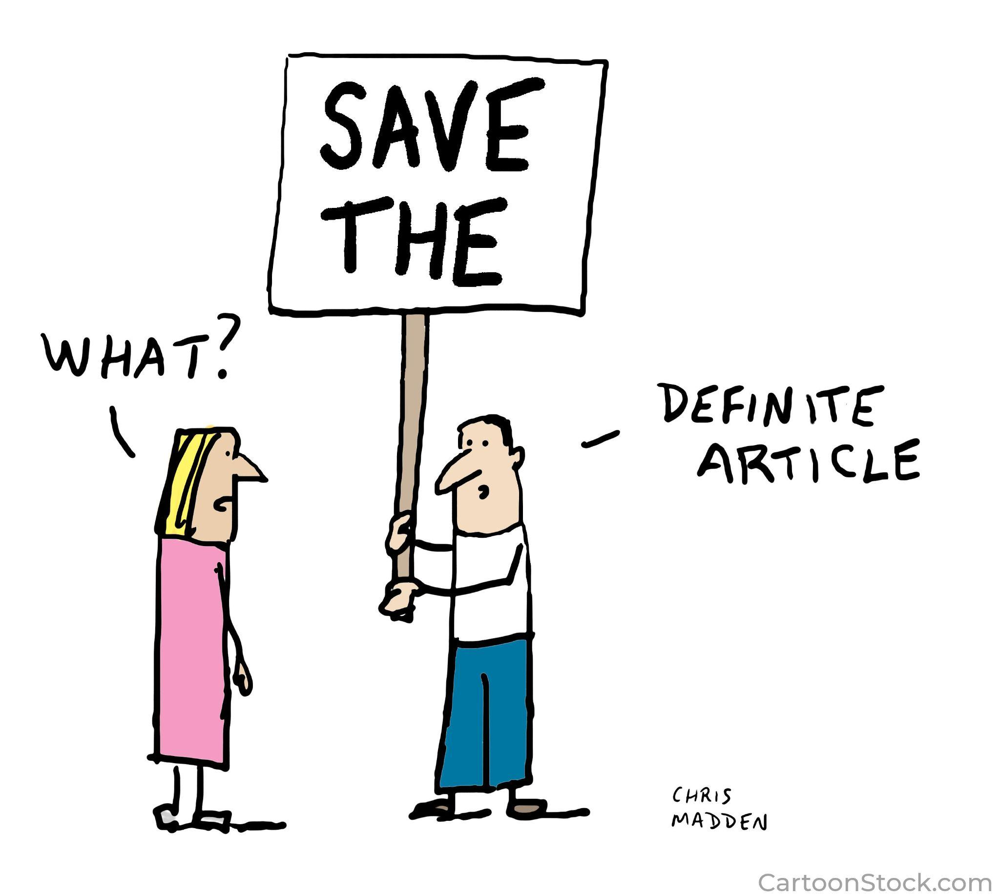 SAVE
THE
WHAT?
DEFINITE
ARTICLE
CHRIS
MADDEN
CartoonStock.com